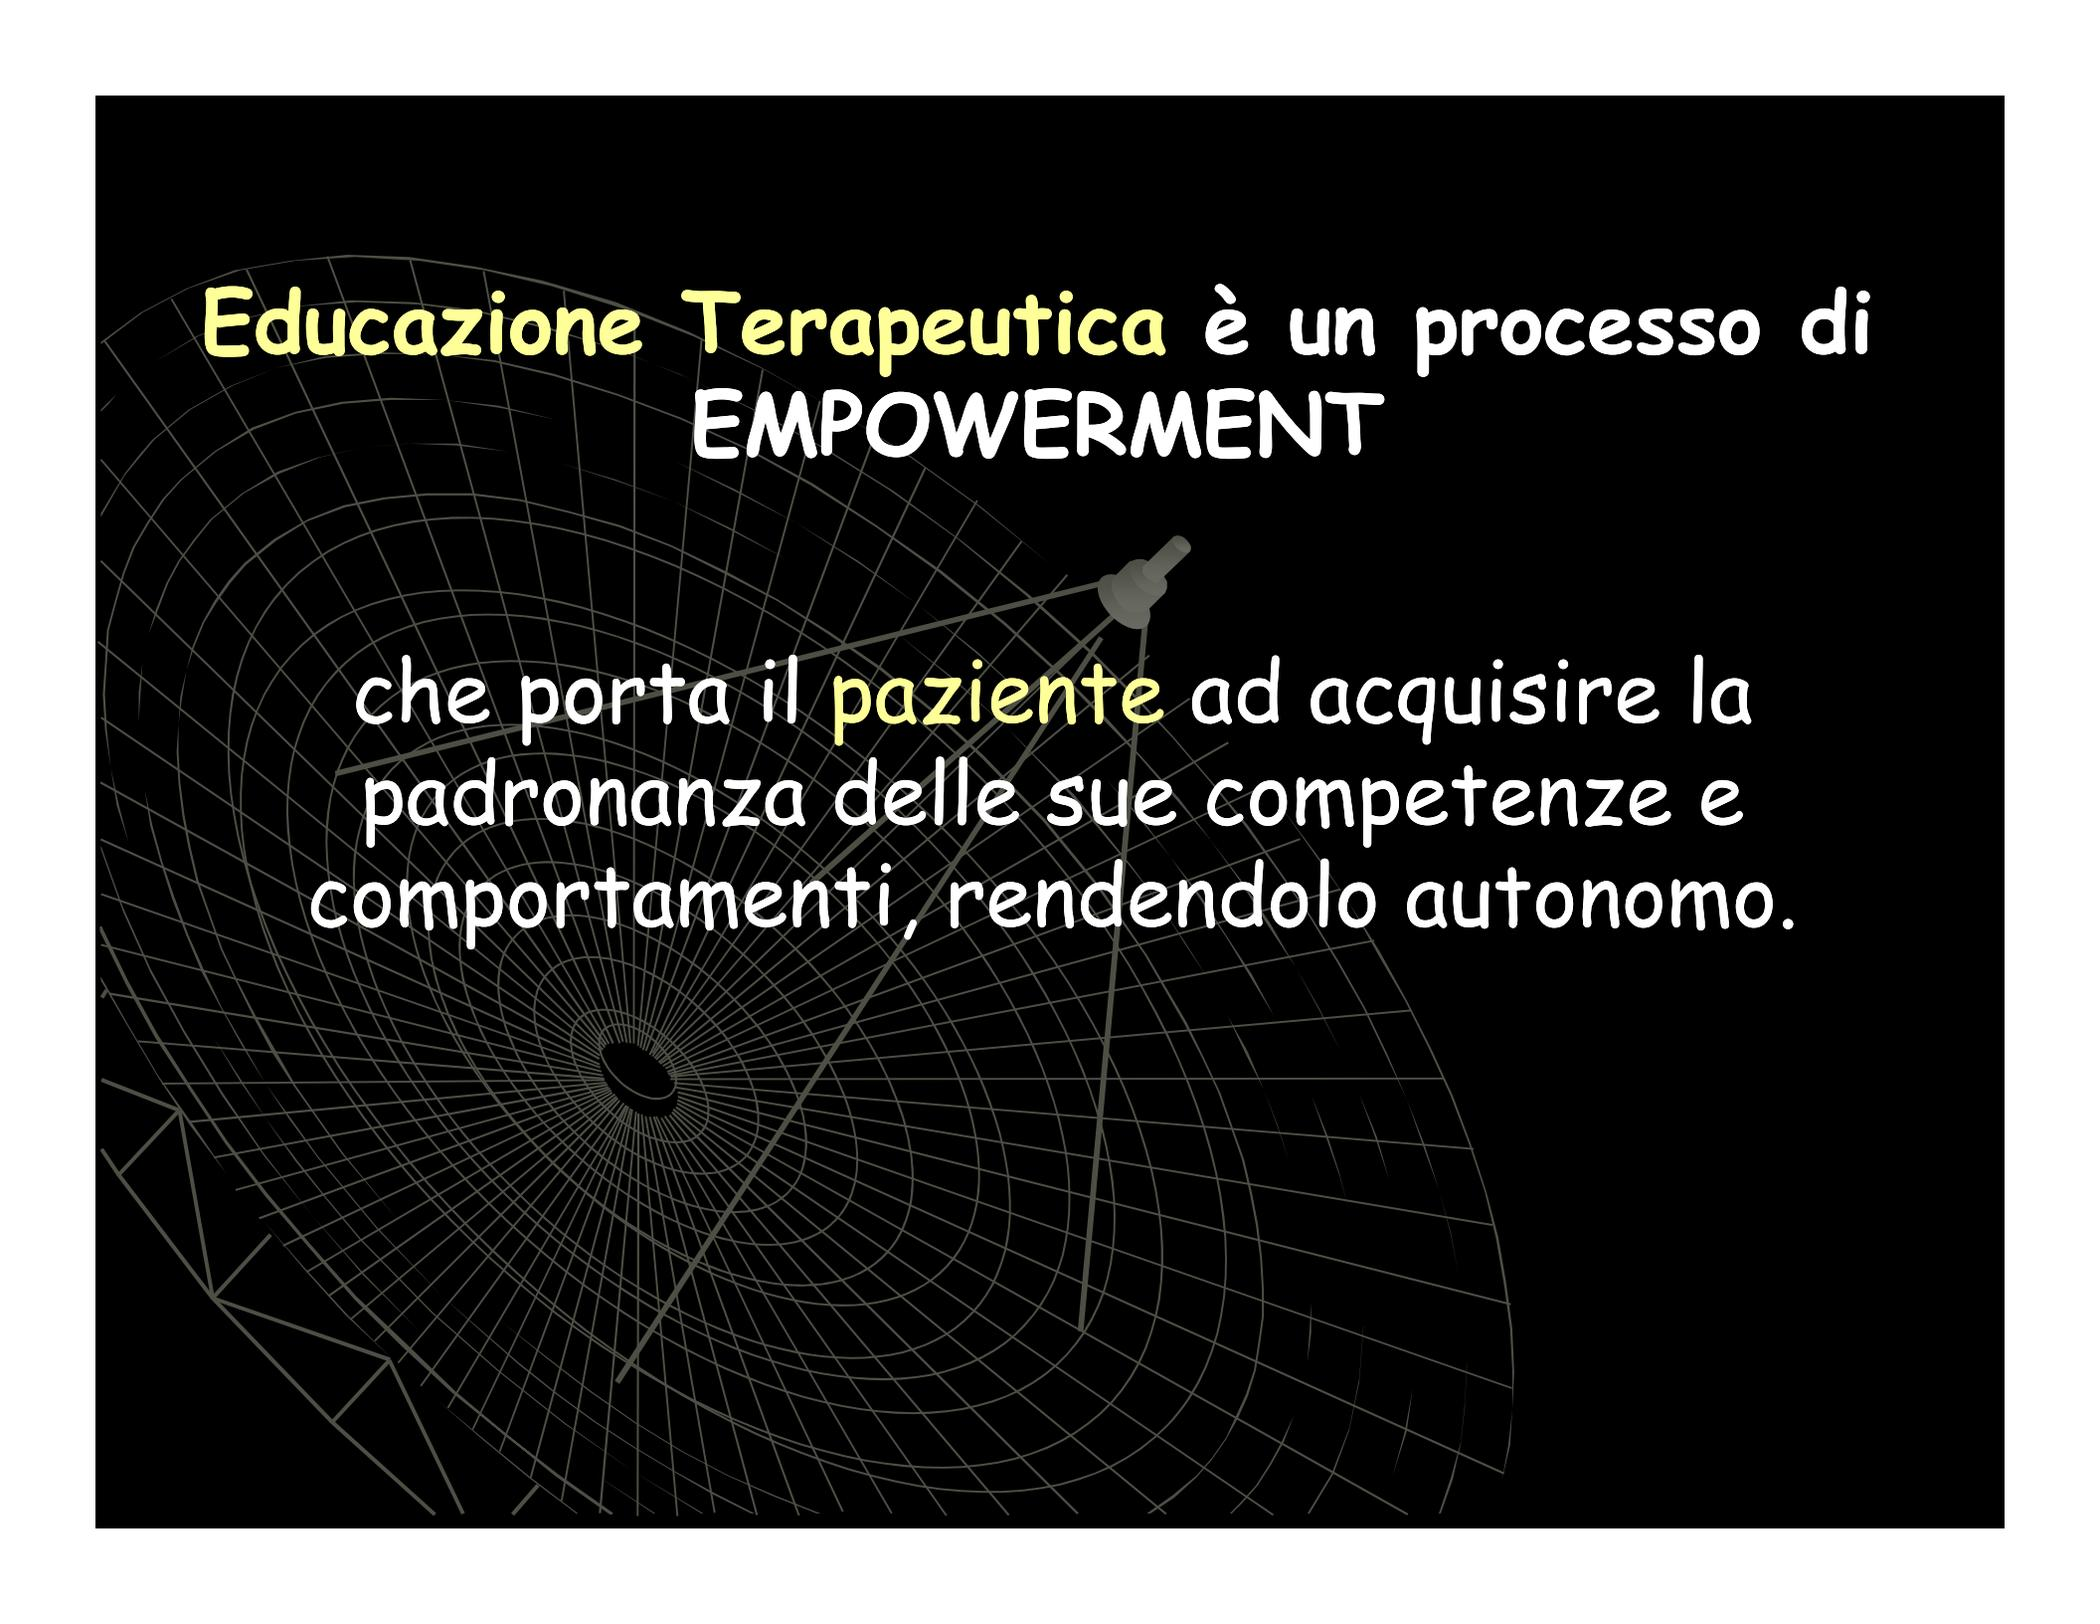 Educazione Terapeutica è un processo di
EMPOWERMENT
che porta il paziente ad acquisire la
padronanza delle sue competenze e
comportamenti, rendendolo autonomo.